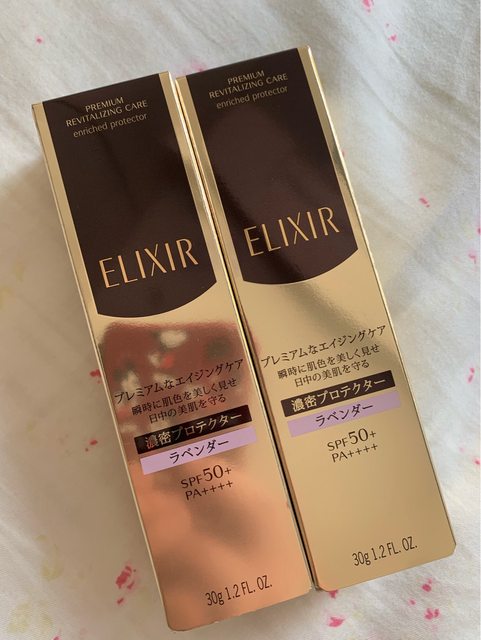 PREMIUM
REVITALIZING CARE
enriched protector
ELIXIR
プレミアムなエイジングケア
瞬時に肌色を美しく見せ
日中の美肌を守る
濃密プロテクター
ラベンダー
SPF50+
PA++++
30g 1.2 FL. OZ.
PREMIUM
REVITALIZING CARE
enriched protector
ELIXIR
プレミアムなエイジングケア
瞬時に肌色を美しく見せ
日中の美肌を守る
濃密プロテクター
ラベンダー
SPF50+
PA++++
30g 1.2 FL. OZ.